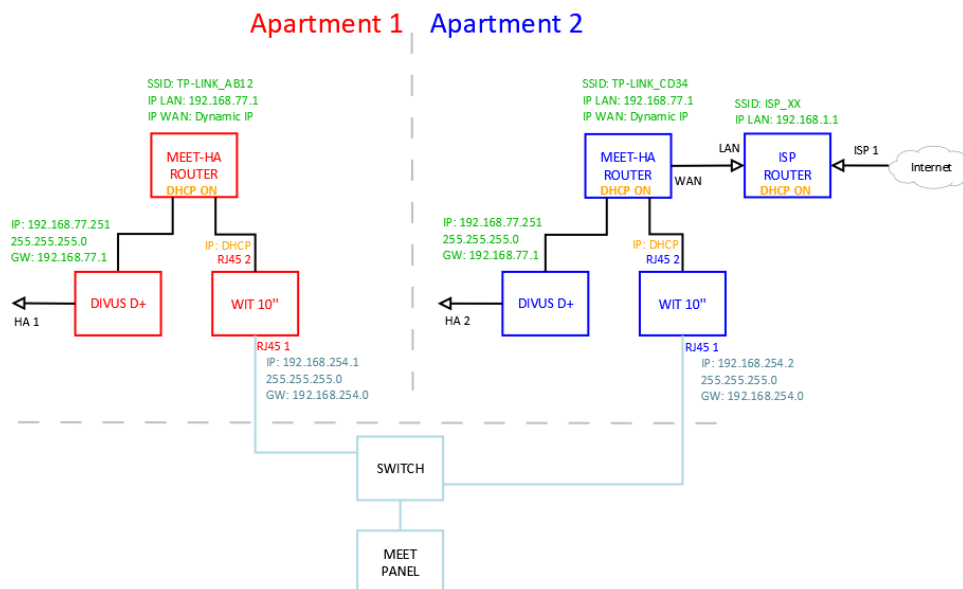 Apartment 1
Apartment 2
SSID: TP-LINK_AB12
IP LAN: 192.168.77.1
IP WAN: Dynamic IP
MEET-HA
ROUTER
DHCP ON
IP: 192.168.77.251
255.255.255.0
GW: 192.168.77.1
IP: DHCP
RJ45 2
DIVUS D+
WIT 10"
HA 1
RJ45 1
IP: 192.168.254.1
255.255.255.0
GW: 192.168.254.0
SSID: TP-LINK_CD34
IP LAN: 192.168.77.1
IP WAN: Dynamic IP
SSID: ISP_XX
IP LAN: 192.168.1.1
MEET-HA
ROUTER
DHCP ON
WAN
LAN
ISP
ROUTER
DHCP ON
ISP 1
Internet
IP: 192.168.77.251
255.255.255.0
GW: 192.168.77.1
IP: DHCP
RJ45 2
DIVUS D+
WIT 10"
HA 2
RJ45 1
IP: 192.168.254.2
255.255.255.0
GW: 192.168.254.0
SWITCH
MEET
PANEL